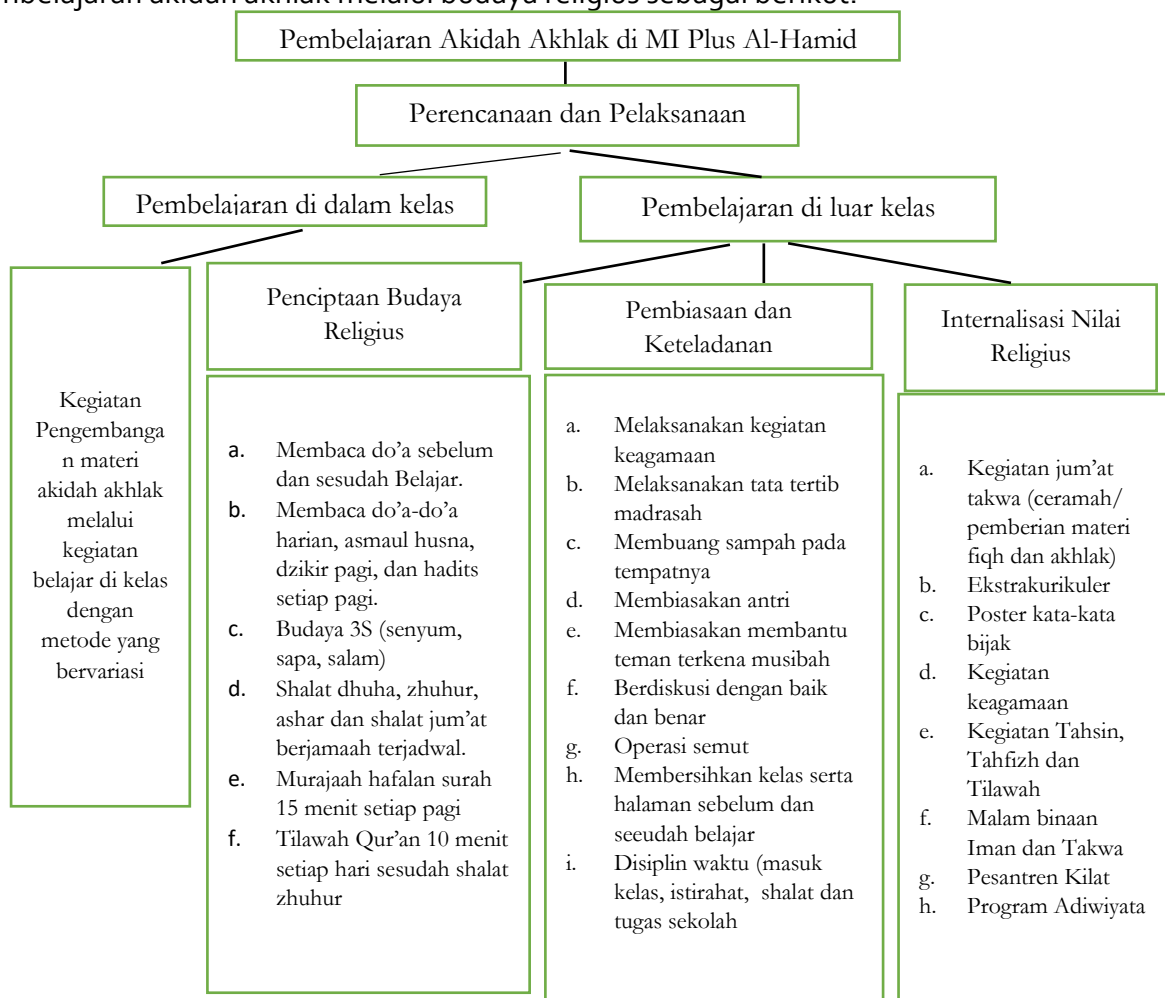 pembelajaran akidah akhlak melalui budaya religius sebagai berikut:
Pembelajaran Akidah Akhlak di MI Plus Al-Hamid
Perencanaan dan Pelaksanaan
Pembelajaran di dalam kelas
Pembelajaran di luar kelas
Kegiatan
Pengembanga
n materi
akidah akhlak
melalui
kegiatan
belajar di kelas
dengan
metode yang
bervariasi
Penciptaan Budaya
Religius
a. Membaca do'a sebelum
dan sesudah Belajar.
b. Membaca do'a-do'a
harian, asmaul husna,
dzikir pagi, dan hadits
setiap pagi.
c. Budaya 3S (senyum,
sapa, salam)
d. Shalat dhuha, zhuhur,
ashar dan shalat jum'at
berjamaah terjadwal.
e. Murajaah hafalan surah
15 menit setiap pagi
f. Tilawah Qur'an 10 menit
setiap hari sesudah shalat
zhuhur
Pembiasaan dan
Keteladanan
a. Melaksanakan kegiatan
keagamaan
b. Melaksanakan tata tertib
madrasah
c. Membuang sampah pada
tempatnya
d. Membiasakan antri
e. Membiasakan membantu
teman terkena musibah
f. Berdiskusi dengan baik
dan benar
g. Operasi semut
h. Membersihkan kelas serta
halaman sebelum dan
seeudah belajar
i. Disiplin waktu (masuk
kelas, istirahat, shalat dan
tugas sekolah
Internalisasi Nilai
Religius
a. Kegiatan jum'at
takwa (ceramah/
pemberian materi
fiqh dan akhlak)
b. Ekstrakurikuler
c. Poster kata-kata
bijak
d. Kegiatan
keagamaan
e. Kegiatan Tahsin,
Tahfizh dan
Tilawah
f. Malam binaan
Iman dan Takwa
g. Pesantren Kilat
h. Program Adiwiyata